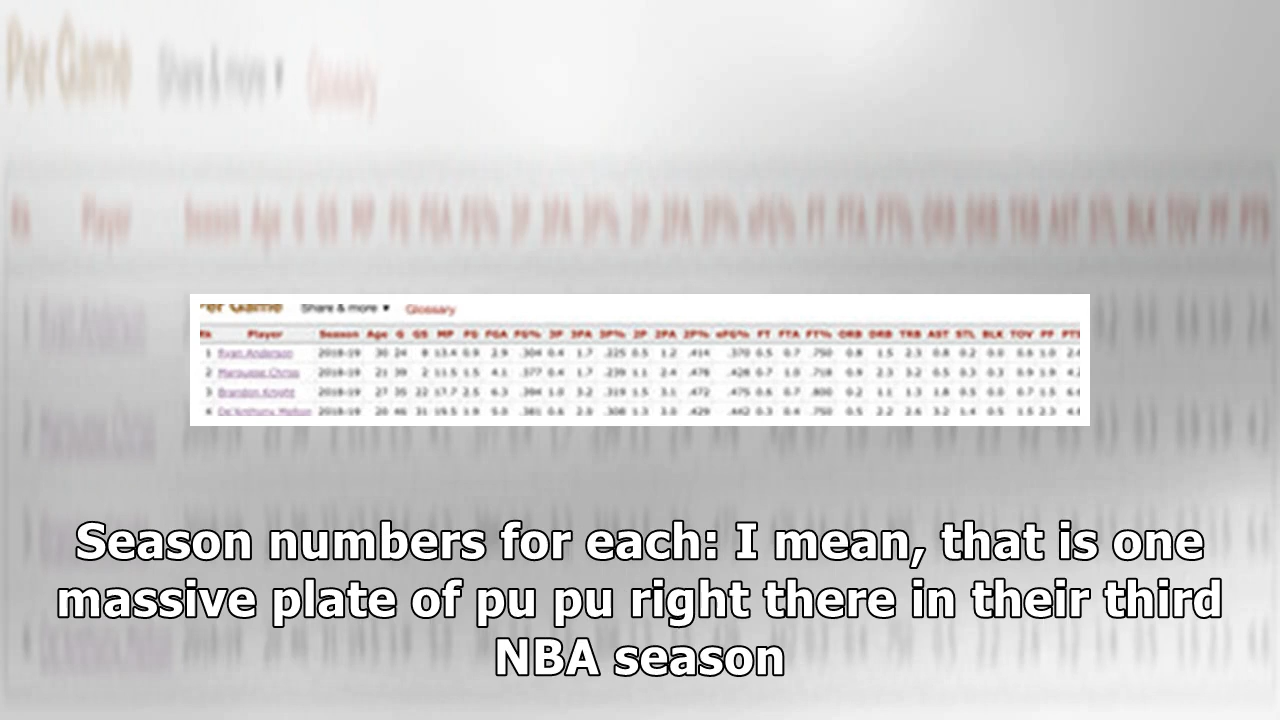 Per Game Share & more ▼ Glossary
Player Season Age G GS MP FG FGA FG% 3P 3PA 3P% 2P 2PA 2P% eFG% FT FTA FT% ORB DRB TRB AST STL BLK TOV PF PTS
1 Ryan Anderson 2018-19 30 24 8 13.4 0.9 2.9 .304 0.4 1.7 .225 0.5 1.2 .414 .370 0.5 0.7 .750 0.8 1.5 2.3 0.8 0.2 0.0 0.6 1.0
2 Marquese Chriss 2018-19 21 39 2 11.5 1.5 4.1 .377 0.4 1.7 .239 1.1 2.4 .476 .426 0.7 1.0 .718 0.9 2.3 3.2 0.5 0.3 0.3 0.9 1.9
3 Brandon Knight 2018-19 27 35 22 17.7 2.5 6.3 .394 1.0 3.2 .319 1.5 3.1 .472 .475 0.6 0.7 .800 0.2 1.1 1.3 1.8 0.5 0.0 0.7 1.5
4 De'Anthony Melton 2018-19 20 46 31 19.5 1.9 5.0 .381 0.6 2.0 .308 1.3 3.0 .429 .442 0.3 0.4 .750 0.5 2.2 2.6 3.2 1.4 0.5 1.5 2.3
Season numbers for each: I mean, that is one
massive plate of pu pu right there in their third
NBA season